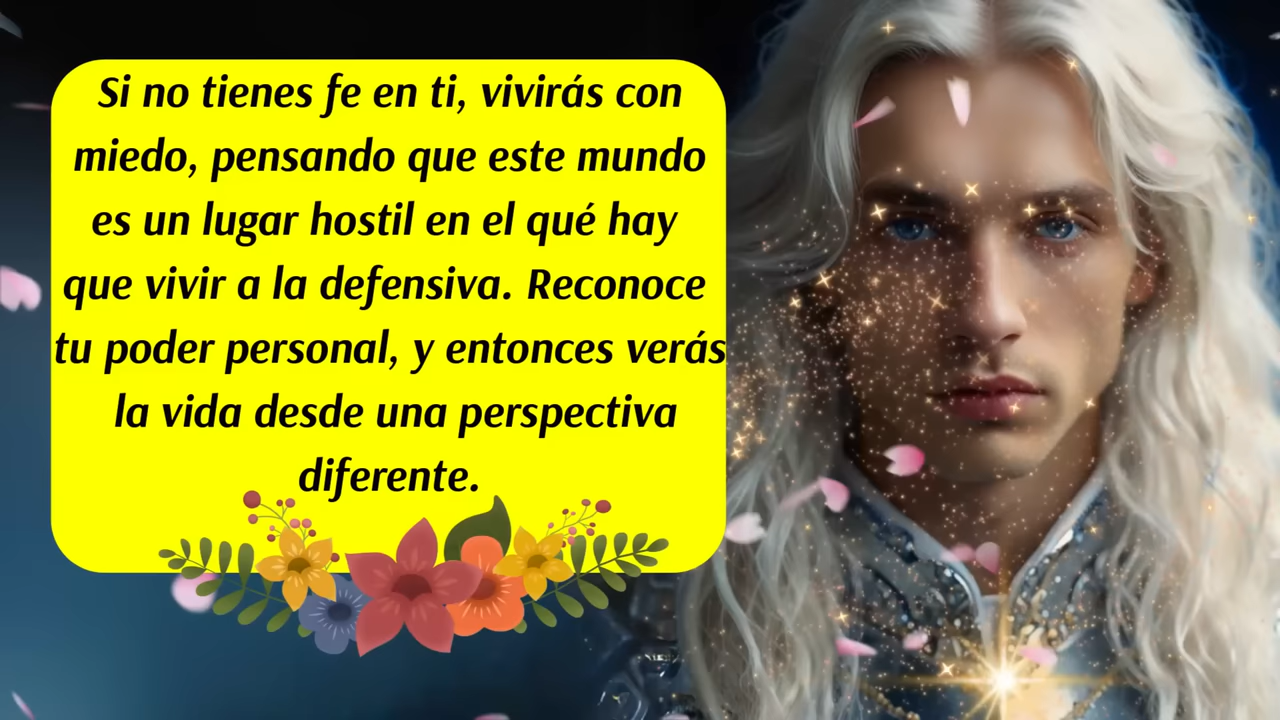 Si no tienes fe en ti, vivirás con
miedo, pensando que este mundo
es un lugar hostil en el qué hay
que vivir a la defensiva. Reconoce
tu poder personal, y entonces verás
la vida desde una perspectiva
diferente.